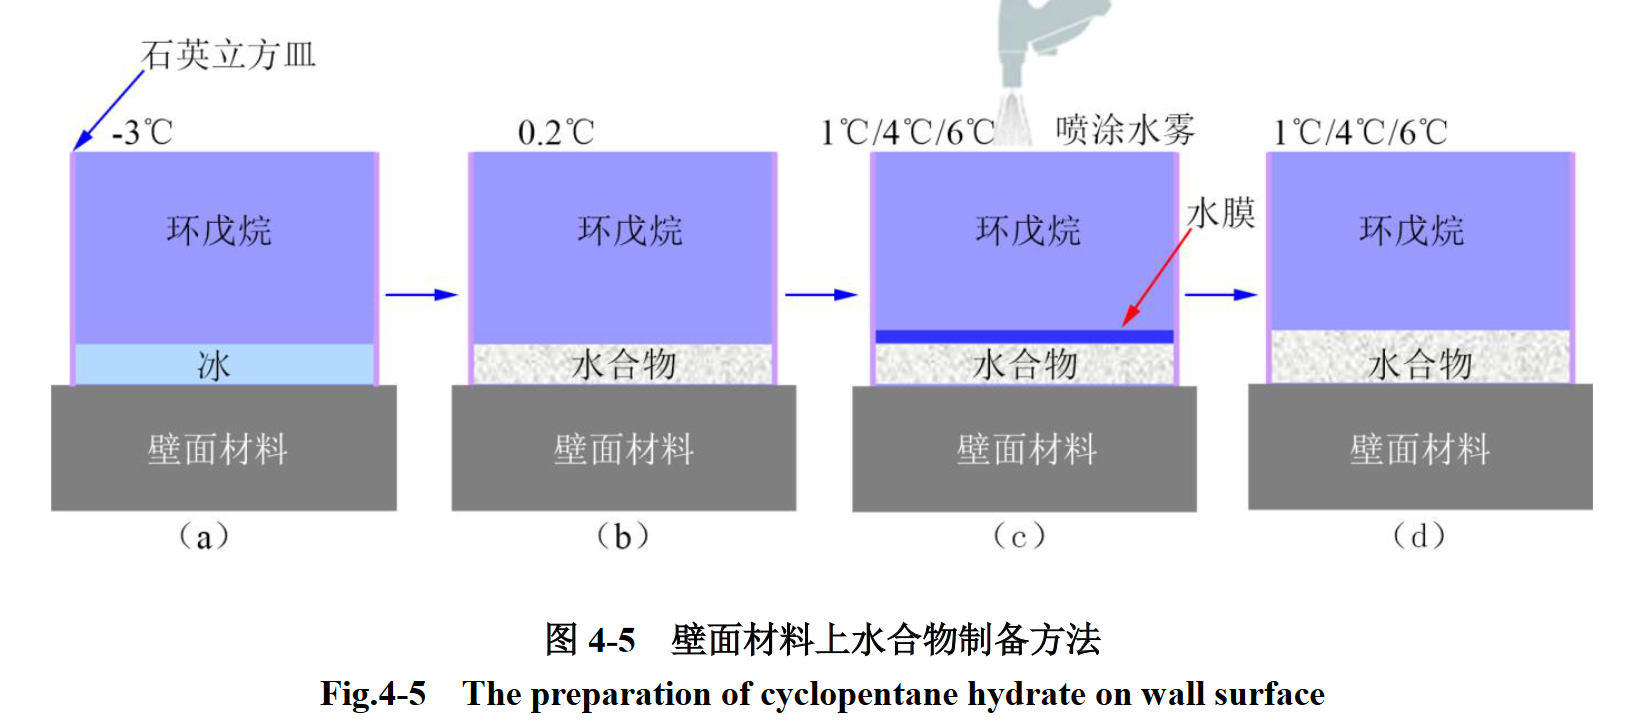 石英立方皿
-3℃
0.2℃
1℃/4℃/6℃
喷涂水雾
1℃/4℃/6℃
水膜
环戊烷
环戊烷
环戊烷
环戊烷
冰
水合物
水合物
水合物
壁面材料
壁面材料
壁面材料
壁面材料
（a）
（b）
（c）
（d）
图 4-5 壁面材料上水合物制备方法
Fig.4-5 The preparation of cyclopentane hydrate on wall surface